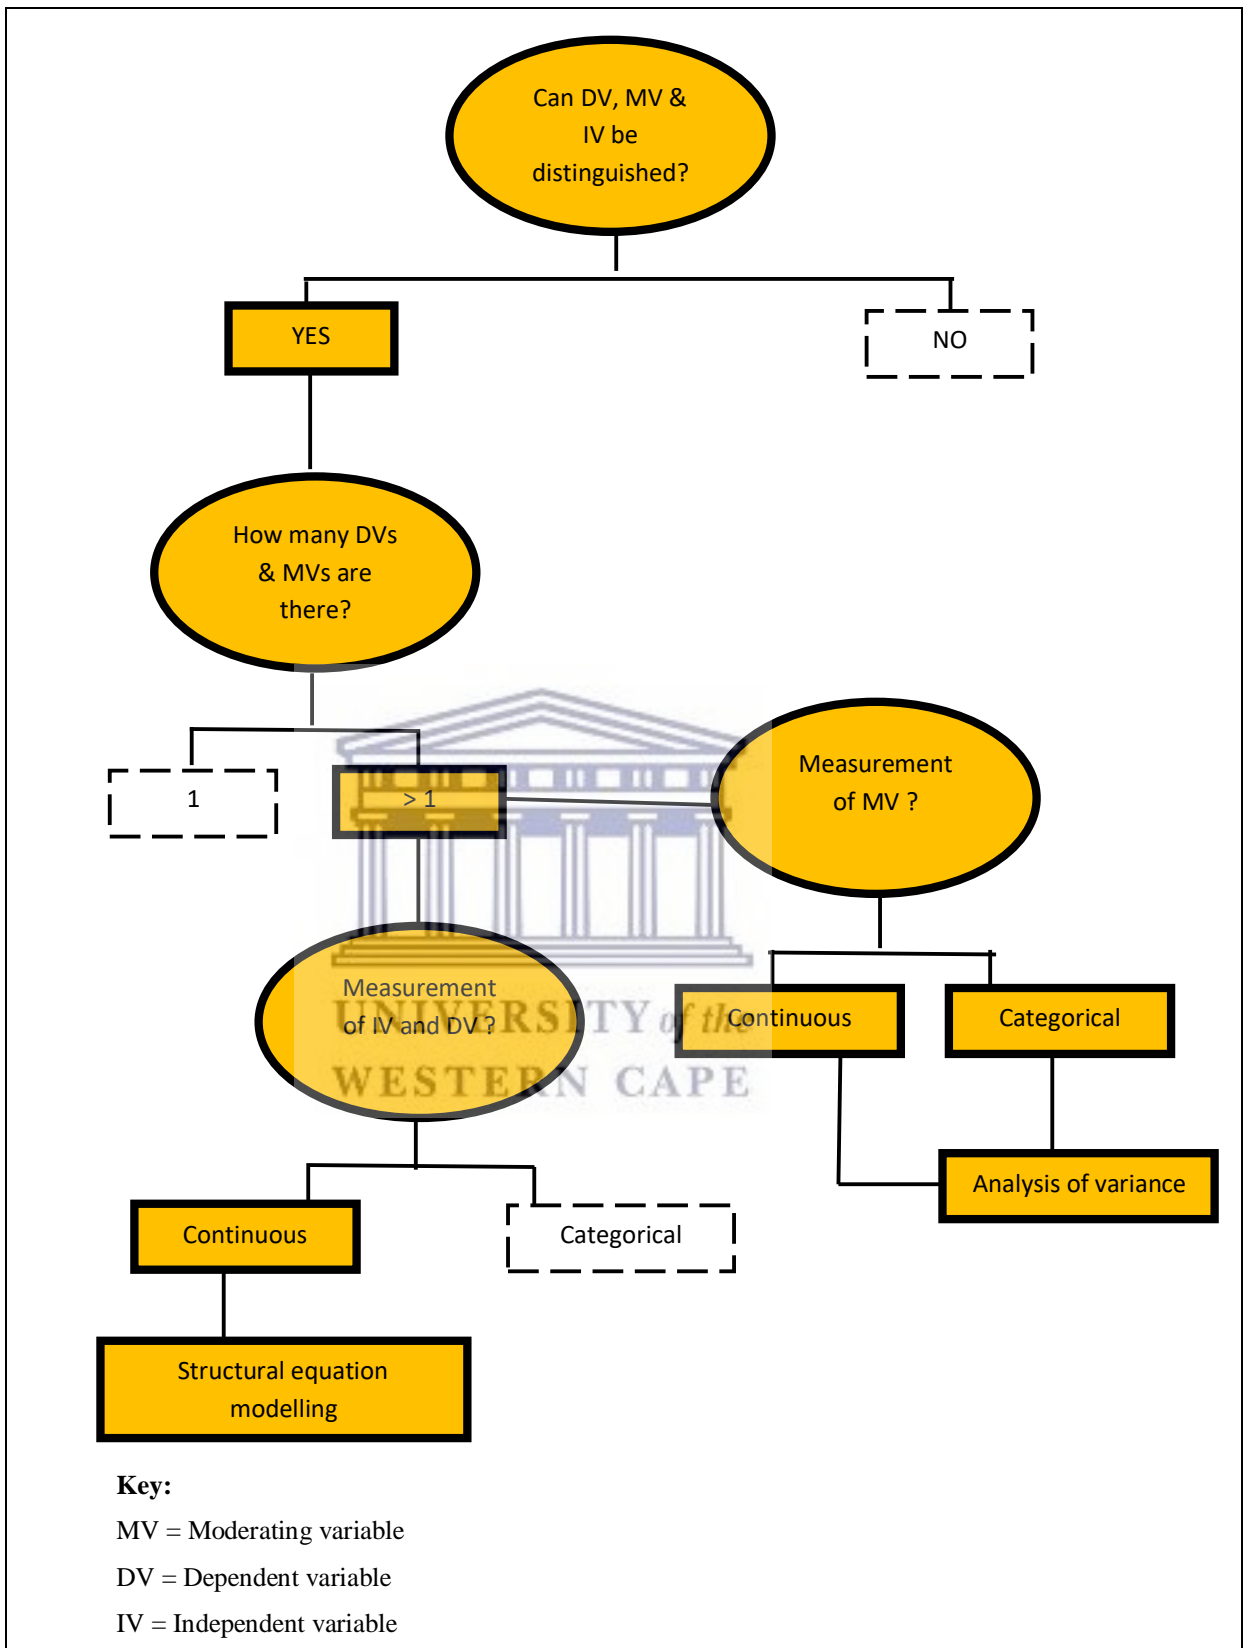 Can DV, MV &
IV be
distinguished?
YES
NO
How many DVs
& MVs are
there?
1
> 1
Measurement
of MV ?
Measurement
of IV and DV ?
UNIVERSITY of the
WESTERN CAPE
Continuous
Categorical
Analysis of variance
Continuous
Categorical
Structural equation
modelling
Key:
MV = Moderating variable
DV = Dependent variable
IV = Independent variable